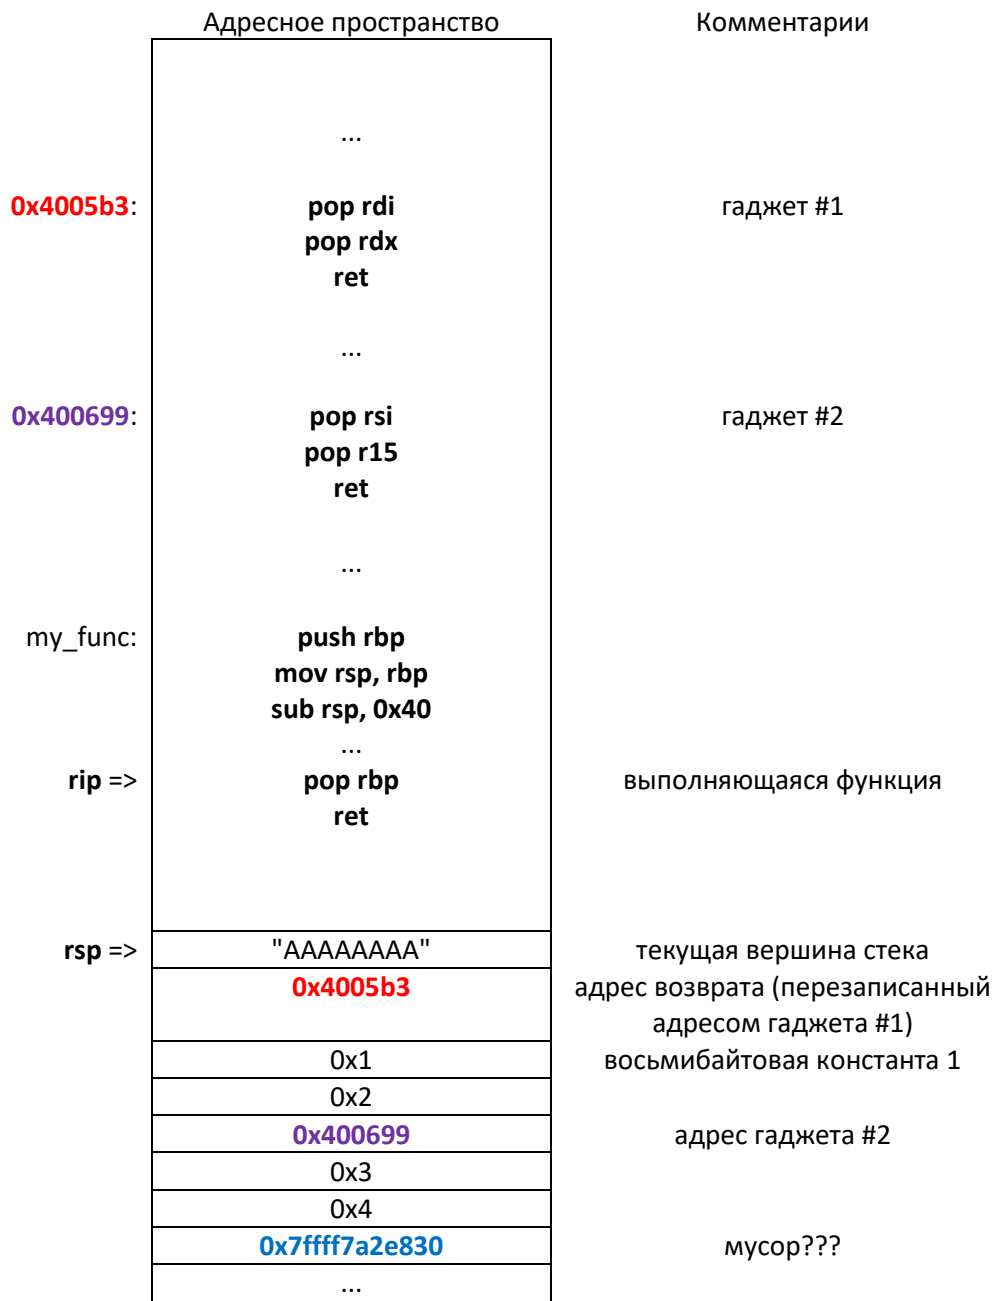 Адресное пространство Комментарии
...
0x4005b3: pop rdi гаджет #1
pop rdx
ret
...
0x400699: pop rsi гаджет #2
pop r15
ret
...
my_func: push rbp
mov rsp, rbp
sub rsp, 0x40
...
rip => pop rbp выполняющаяся функция
ret
rsp => "AAAAAAAA" текущая вершина стека
0x4005b3 адрес возврата (перезаписанный
адресом гаджета #1)
0x1 восьмибайтовая константа 1
0x2
0x400699 адрес гаджета #2
0x3
0x4
0x7ffff7a2e830 мусор???
...